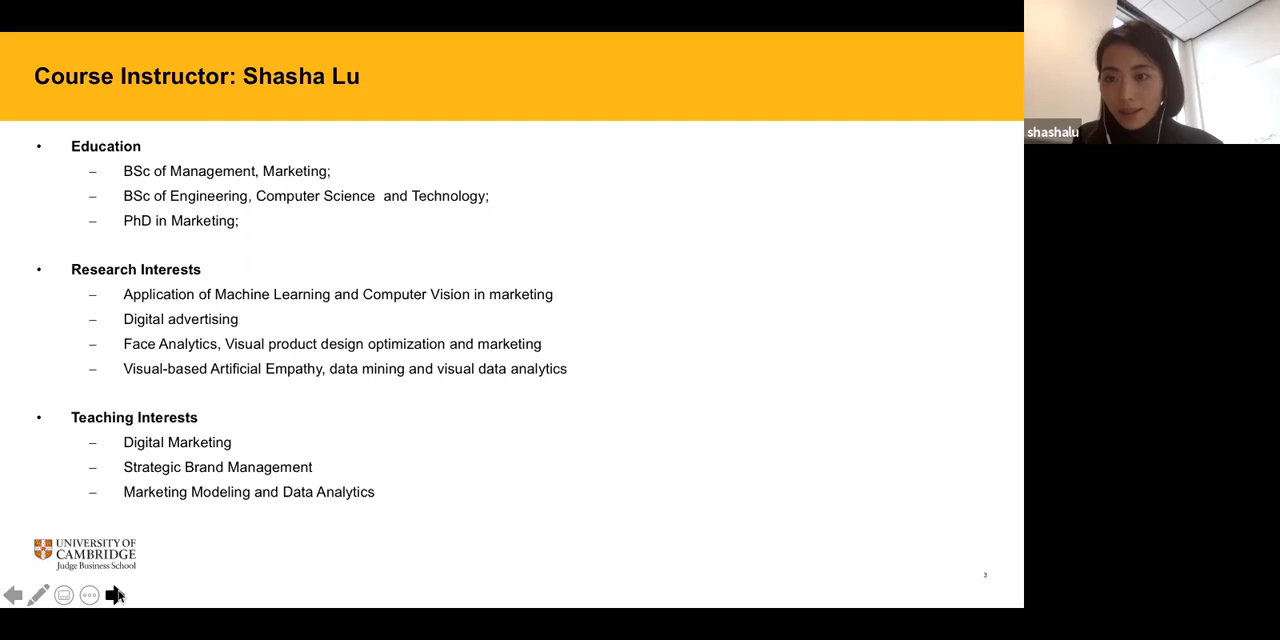 Course Instructor: Shasha Lu
shashalu
• Education
– BSc of Management, Marketing;
– BSc of Engineering, Computer Science  and Technology;
– PhD in Marketing;
• Research Interests
– Application of Machine Learning and Computer Vision in marketing
– Digital advertising
– Face Analytics, Visual product design optimization and marketing
– Visual-based Artificial Empathy, data mining and visual data analytics
• Teaching Interests
– Digital Marketing
– Strategic Brand Management
– Marketing Modeling and Data Analytics
UNIVERSITY OF
CAMBRIDGE
Judge Business School
3